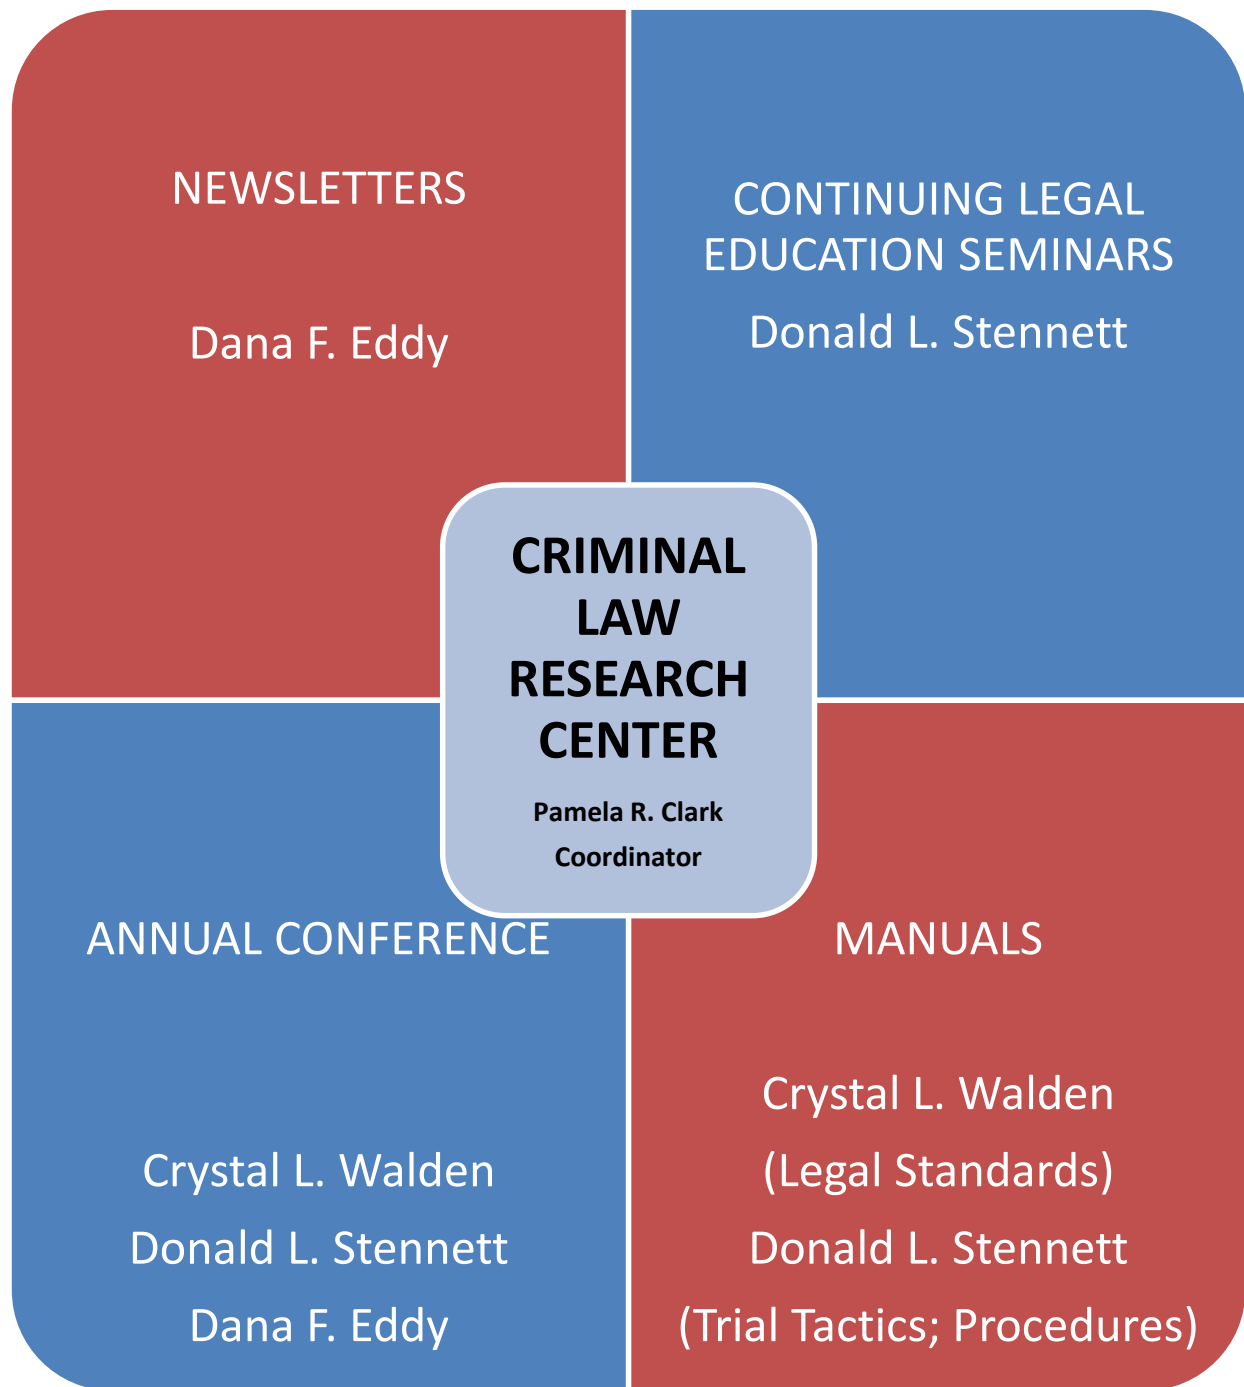 NEWSLETTERS
Dana F. Eddy
CONTINUING LEGAL
EDUCATION SEMINARS
Donald L. Stennett
CRIMINAL
LAW
RESEARCH
CENTER
Pamela R. Clark
Coordinator
ANNUAL CONFERENCE
Crystal L. Walden
Donald L. Stennett
Dana F. Eddy
MANUALS
Crystal L. Walden
(Legal Standards)
Donald L. Stennett
(Trial Tactics; Procedures)